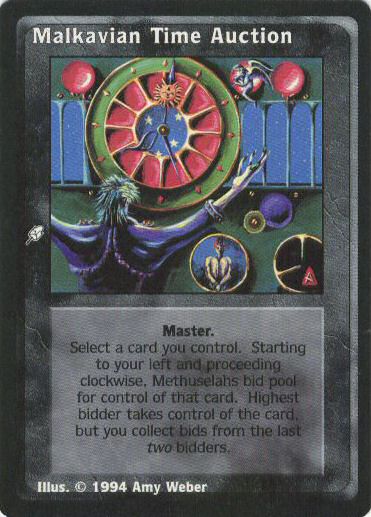 Malkavian Time Auction
Master.
Select a card you control. Starting
to your left and proceeding
clockwise, Methuselahs bid pool
for control of that card. Highest
bidder takes control of the card,
but you collect bids from the last
two bidders.
Illus. © 1994 Amy Weber